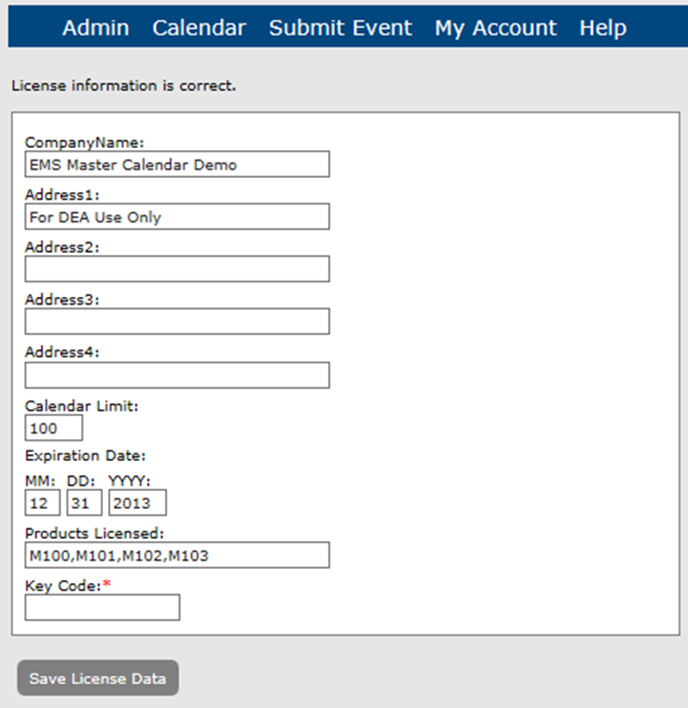 Admin Calendar Submit Event My Account Help
License information is correct.
CompanyName:
EMS Master Calendar Demo
Address1:
For DEA Use Only
Address2:
Address3:
Address4:
Calendar Limit:
100
Expiration Date:
MM: DD: YYYY:
12 31 2013
Products Licensed:
M100,M101,M102,M103
Key Code:*
Save License Data